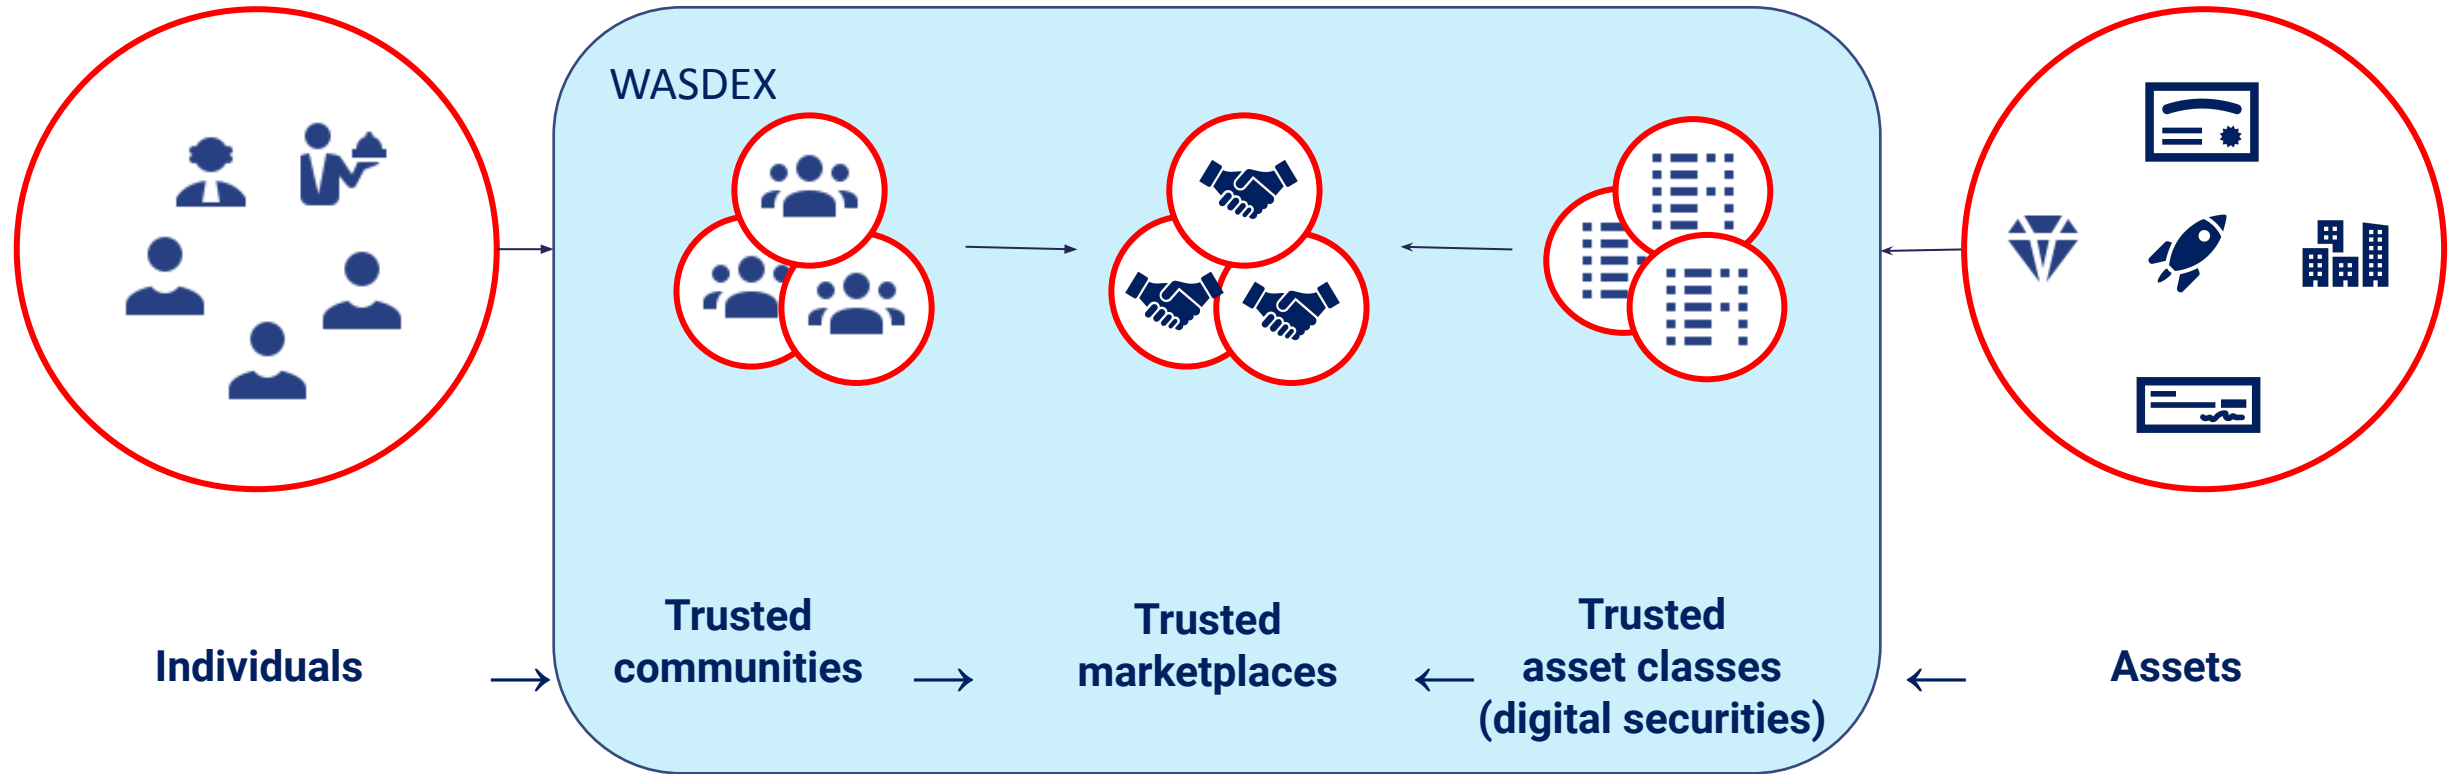 WASDEX
Individuals
→
Trusted
communities
→
Trusted
marketplaces
←
Trusted
asset classes
(digital securities)
←
Assets